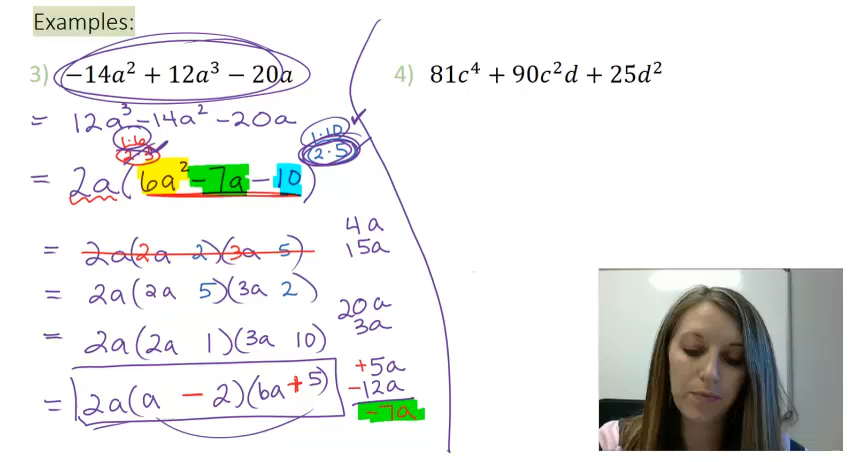 Examples:
3) −14a² + 12a³ − 20a
= 12a³ − 14a² − 20a
1·6
2·3
1·10
2·5
= 2a(6a² − 7a − 10)
4a
15a
= 2a(2a 2)(3a 5)
= 2a(2a 5)(3a 2)
20a
3a
= 2a(2a 1)(3a 10)
+5a
−12a
−7a
= 2a(a − 2)(6a + 5)
4) 81c⁴ + 90c²d + 25d²